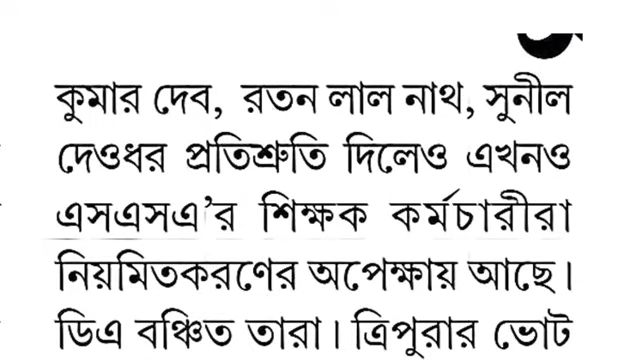 কুমার দেব, রতন লাল নাথ, সুনীল
দেওধর প্রতিশ্রুতি দিলেও এখনও
এসএসএ'র শিক্ষক কর্মচারীরা
নিয়মিতকরণের অপেক্ষায় আছে।
ডিএ বঞ্চিত তারা। ত্রিপুরার ভোট